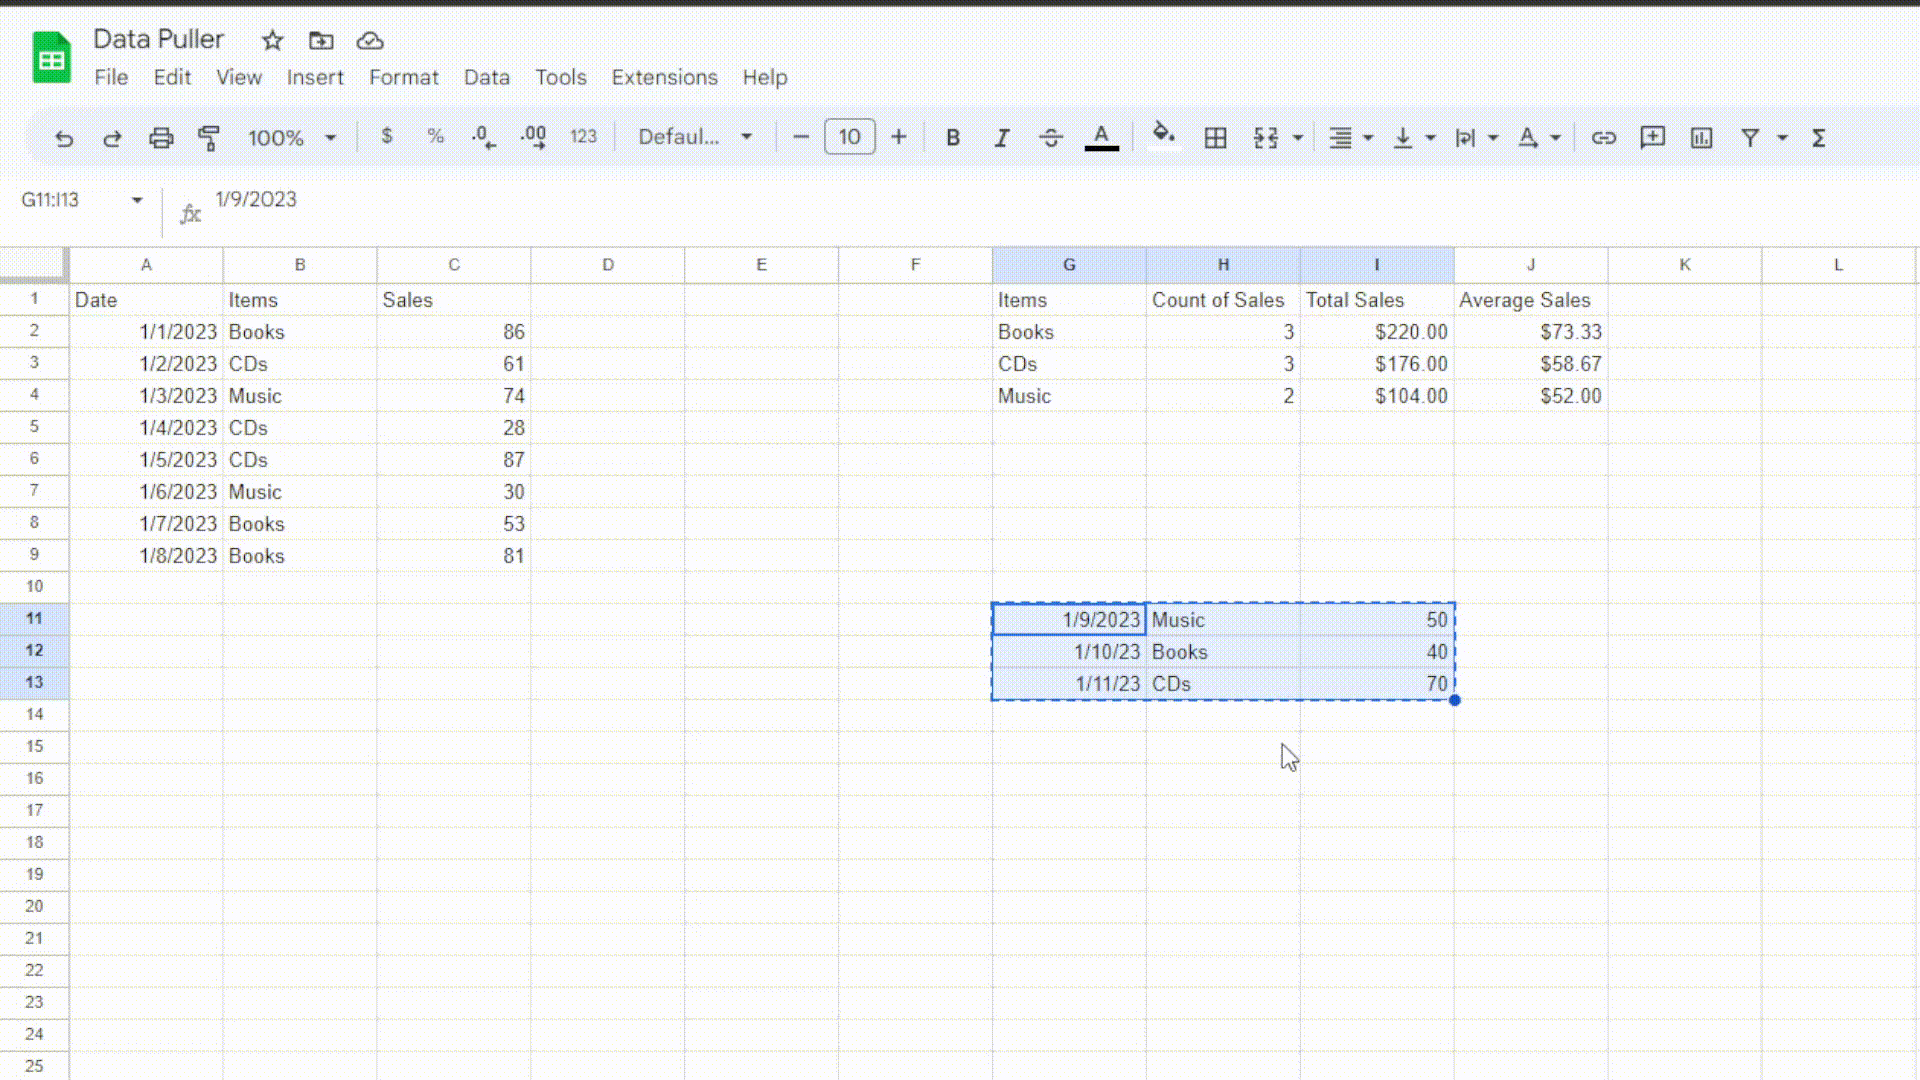 Data Puller
File Edit View Insert Format Data Tools Extensions Help
100% $ % .0 .00 123 Defaul... 10 B I A A Σ
G11:I13 fx 1/9/2023
A B C D E F G H I J K L
1 Date Items Sales Items Count of Sales Total Sales Average Sales
2 1/1/2023 Books 86 Books 3 $220.00 $73.33
3 1/2/2023 CDs 61 CDs 3 $176.00 $58.67
4 1/3/2023 Music 74 Music 2 $104.00 $52.00
5 1/4/2023 CDs 28
6 1/5/2023 CDs 87
7 1/6/2023 Music 30
8 1/7/2023 Books 53
9 1/8/2023 Books 81
10
11 1/9/2023 Music 50
12 1/10/23 Books 40
13 1/11/23 CDs 70
14
15
16
17
18
19
20
21
22
23
24
25